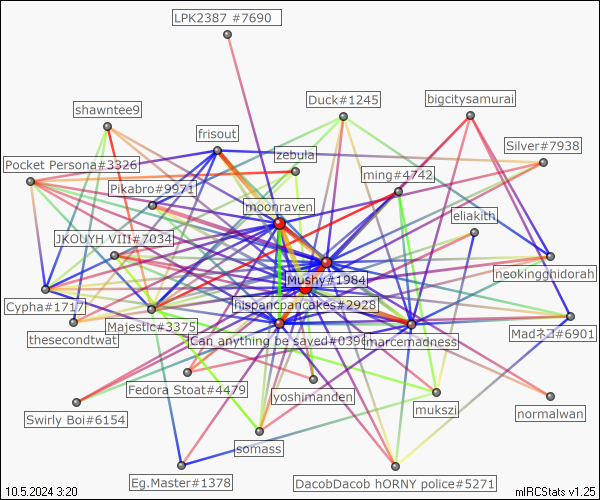 LPK2387 #7690
Duck#1245
bigcitysamurai
shawntee9
frisout
zebula
Silver#7938
Pocket Persona#3326
ming#4742
Pikabro#9971
moonraven
eliakith
JKOUYH VIII#7034
Mushy#1984
neokingghidorah
Cypha#1717
hispancpancakes#2928
Majestic#3375
thesecondtwat
Can anything be saved#0390
marcemadness
Madネコ#6901
Fedora Stoat#4479
yoshimanden
mukszi
normalwan
Swirly Boi#6154
somass
Eg.Master#1378
DacobDacob hORNY police#5271
10.5.2024 3:20
mIRCStats v1.25